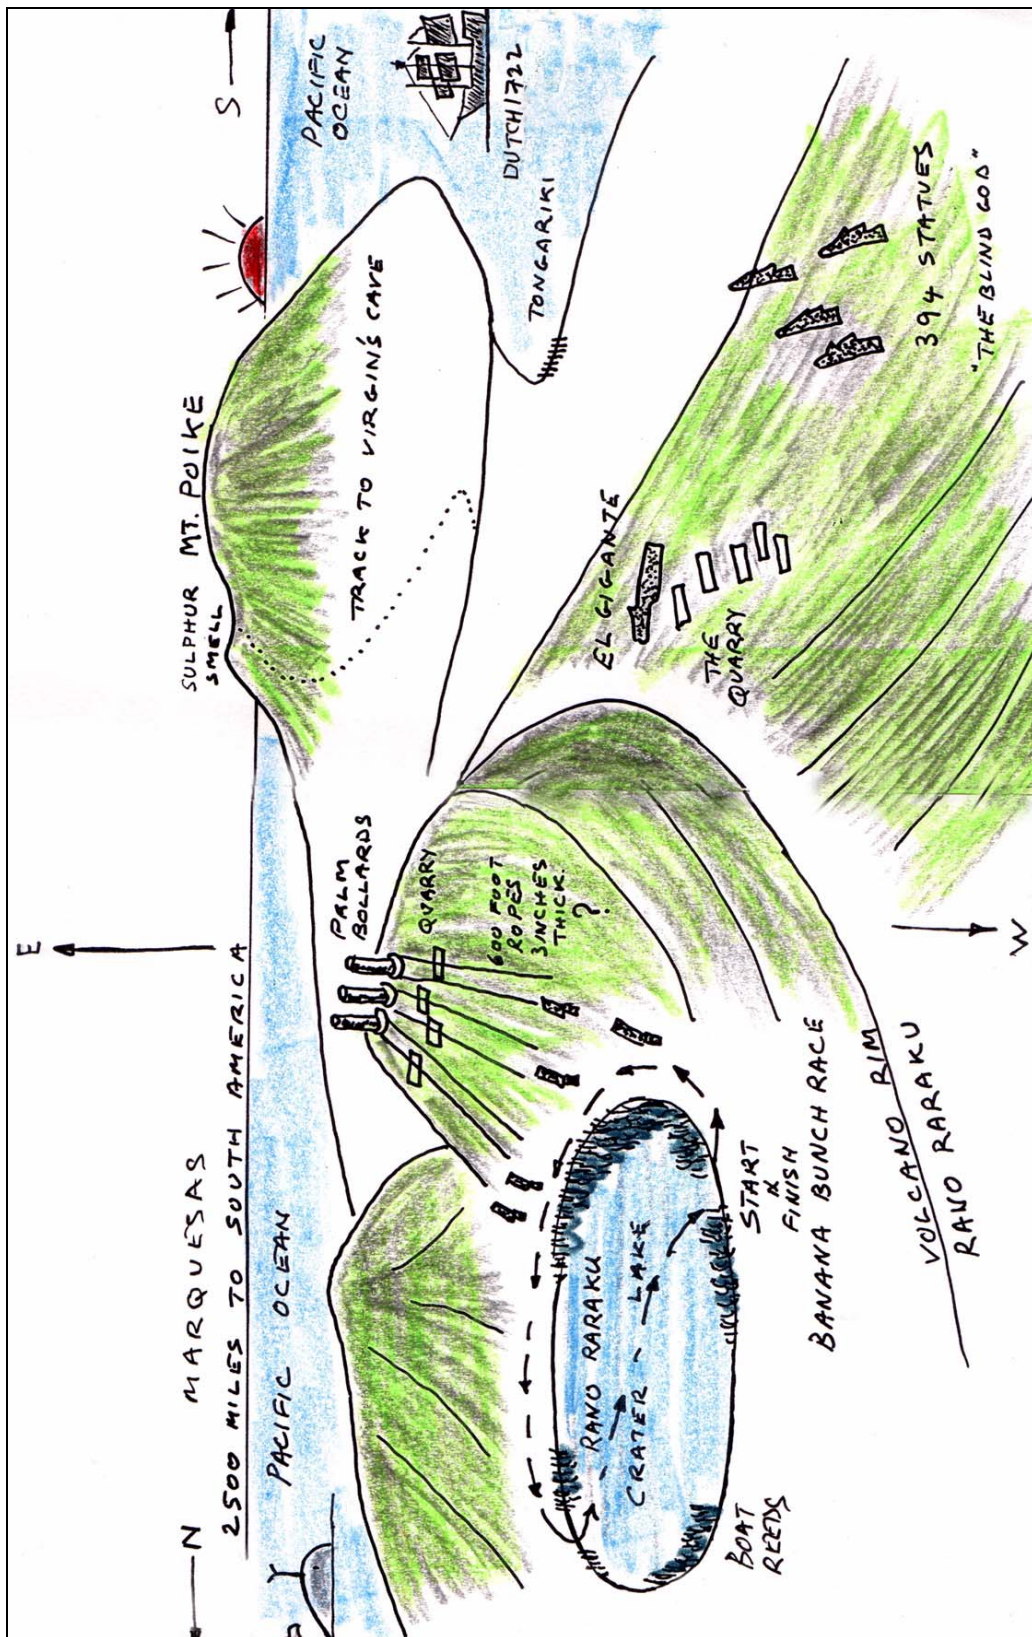 E
N
MARQUESAS
2500 MILES TO SOUTH AMERICA
S
SULPHUR MT. POIKE
SMELL
PACIFIC OCEAN
PACIFIC
OCEAN
PALM
BOLLARDS
TRACK TO VIRGIN'S CAVE
QUARRY
DUTCH 1722
TONGARIKI
600 FOOT
ROPES
3 INCHES
THICK.
?
RANO RARAKU
CRATER LAKE
EL GIGANTE
THE
QUARRY
394 STATUES
"THE BLIND GOD"
BOAT
REEDS
START
&
FINISH
BANANA BUNCH RACE
VOLCANO RIM
RANO RARAKU
W